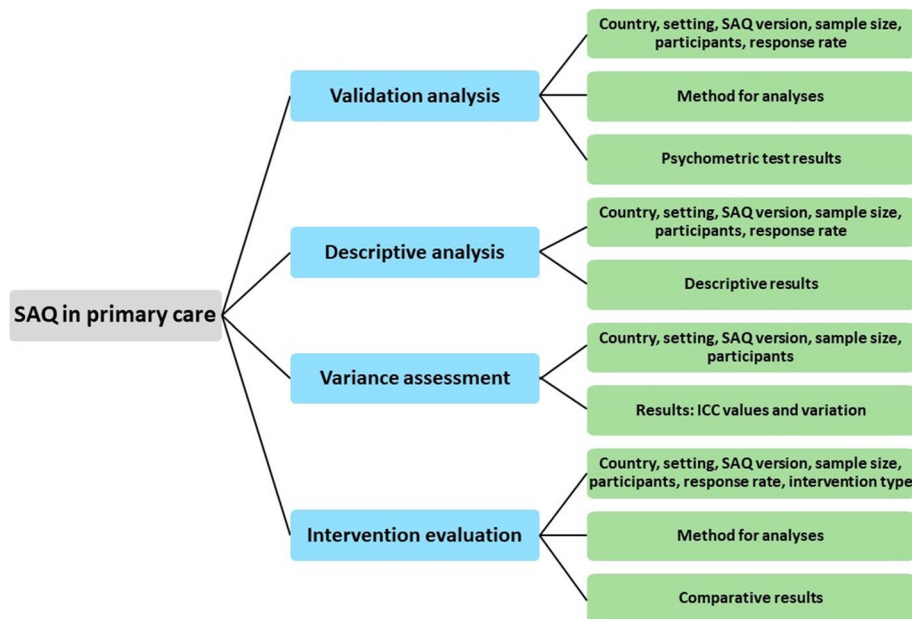 SAQ in primary care
Validation analysis
Country, setting, SAQ version, sample size,
participants, response rate
Method for analyses
Psychometric test results
Descriptive analysis
Country, setting, SAQ version, sample size,
participants, response rate
Descriptive results
Variance assessment
Country, setting, SAQ version, sample size,
participants
Results: ICC values and variation
Intervention evaluation
Country, setting, SAQ version, sample size,
participants, response rate, intervention type
Method for analyses
Comparative results